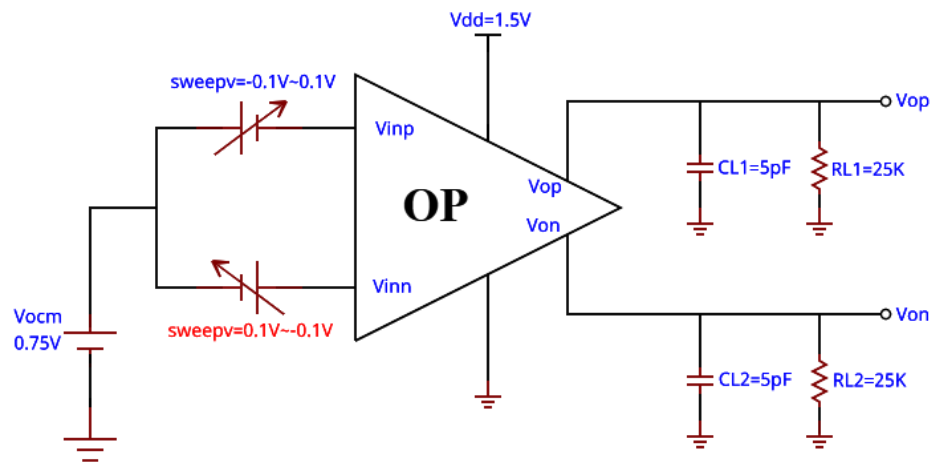 Vdd=1.5V
sweepv=-0.1V~0.1V
Vinp
Vop
CL1=5pF
RL1=25K
OP
Vop
Von
Vinn
Vocm
0.75V
sweepv=0.1V~-0.1V
Von
CL2=5pF
RL2=25K